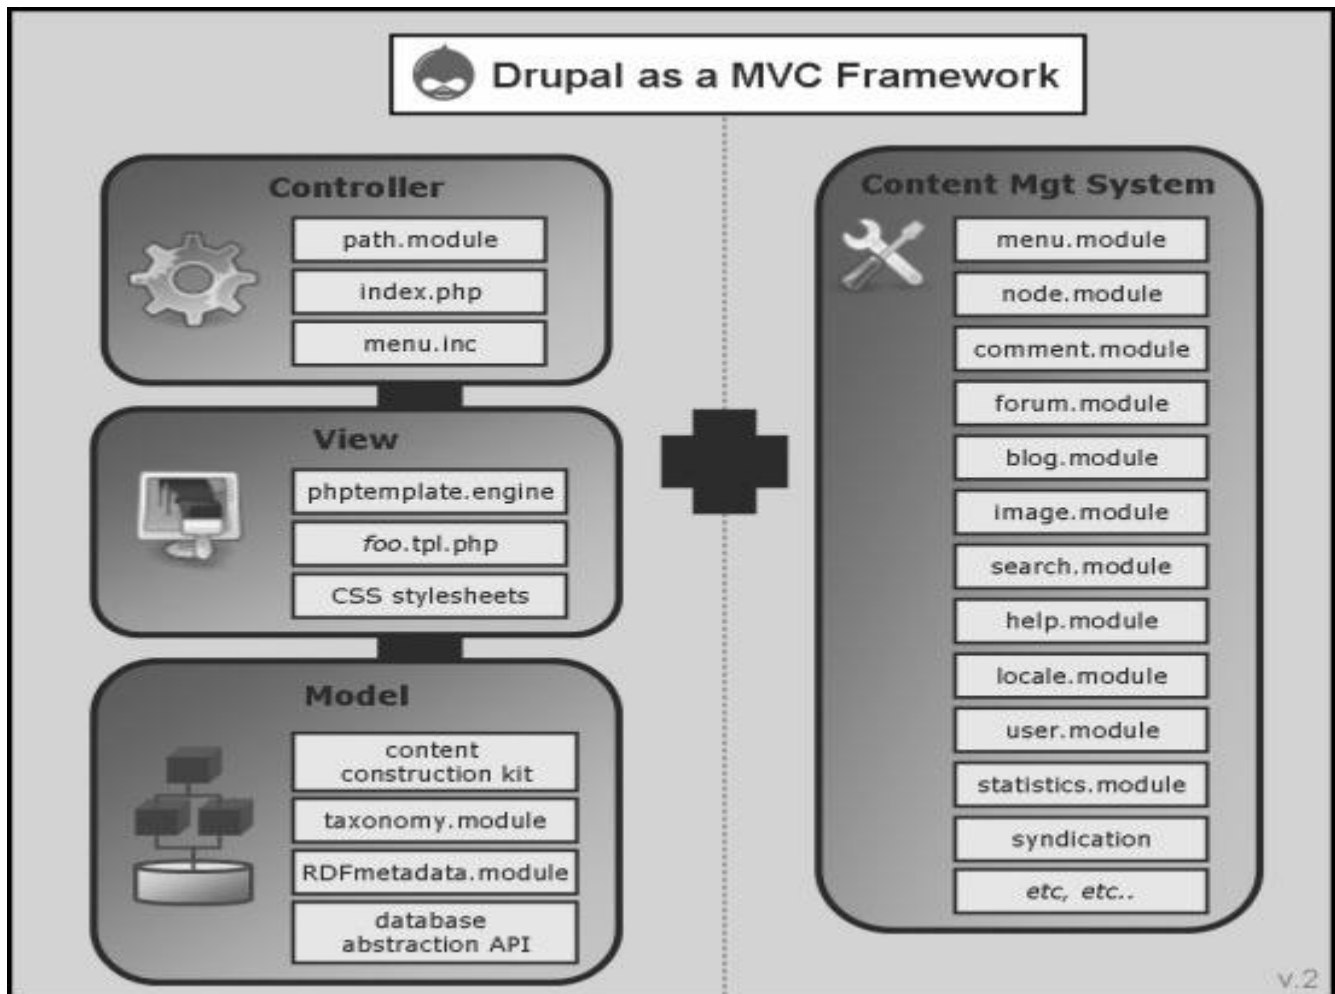 Drupal as a MVC Framework
Controller
path.module
index.php
menu.inc
View
phptemplate.engine
foo.tpl.php
CSS stylesheets
Model
content
construction kit
taxonomy.module
RDFmetadata.module
database
abstraction API
Content Mgt System
menu.module
node.module
comment.module
forum.module
blog.module
image.module
search.module
help.module
locale.module
user.module
statistics.module
syndication
etc, etc..
v.2